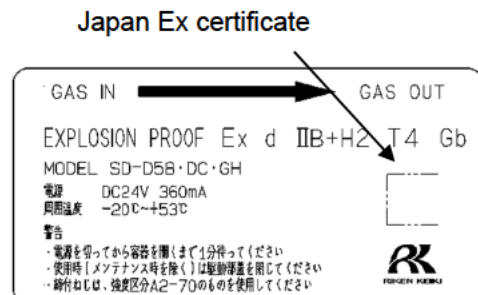 Japan Ex certificate
GAS IN GAS OUT
EXPLOSION PROOF Ex d ⅡB+H2 T4 Gb
MODEL SD-D58・DC・GH
電源 DC24V 360mA
周囲温度 -20℃~+53℃
警告
・電源を切ってから容器を開くまで1分待ってください
・使用時(メンテナンス時を除く)は駆動部蓋を閉じてください
・締付ねじは、強度区分A2-70のものを使用してください
RIKEN KEIKI